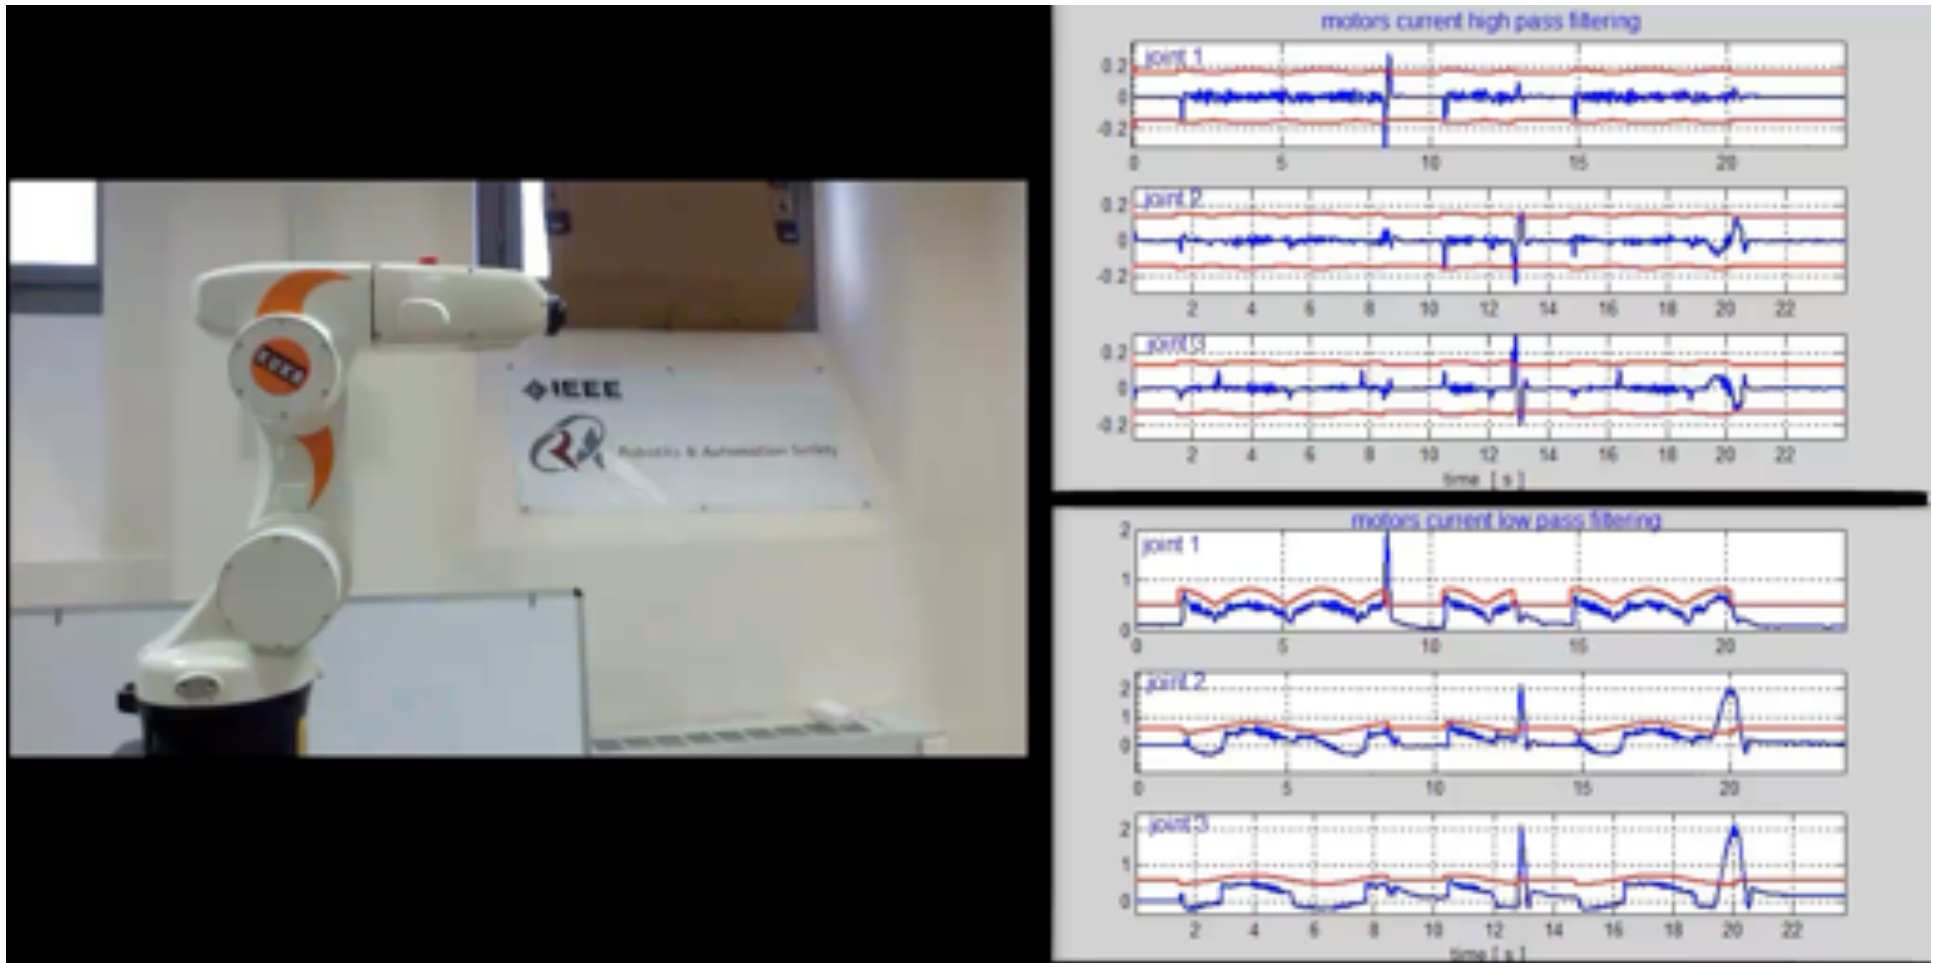 KUKA
IEEE
Robotics & Automation Society
motors current high pass filtering
joint 1
0.2
0
-0.2
0 5 10 15 20
joint 2
0.2
0
-0.2
2 4 6 8 10 12 14 16 18 20 22
joint 3
0.2
0
-0.2
2 4 6 8 10 12 14 16 18 20 22
time [ s ]
motors current low pass filtering
joint 1
2
1
0
0 5 10 15 20
joint 2
2
1
0
0 5 10 15 20
joint 3
2
1
0
2 4 6 8 10 12 14 16 18 20 22
time [ s ]